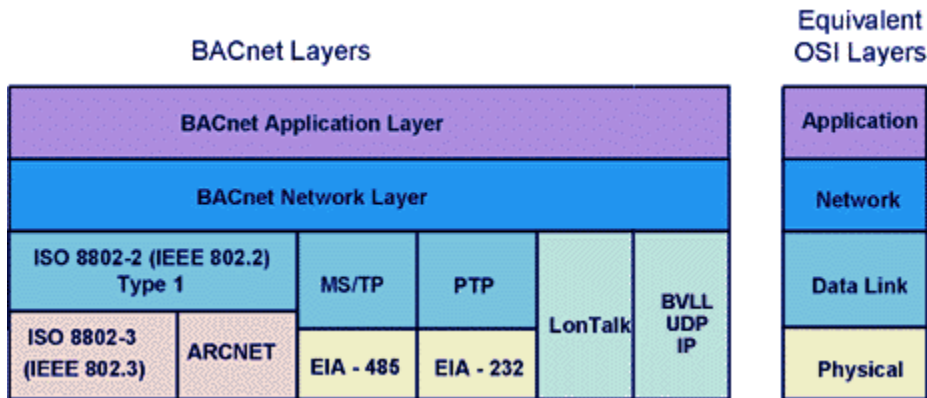 BACnet Layers
Equivalent
OSI Layers
BACnet Application Layer
Application
BACnet Network Layer
Network
ISO 8802-2 (IEEE 802.2)
Type 1
MS/TP
PTP
LonTalk
BVLL
UDP
IP
Data Link
ISO 8802-3
(IEEE 802.3)
ARCNET
EIA - 485
EIA - 232
Physical